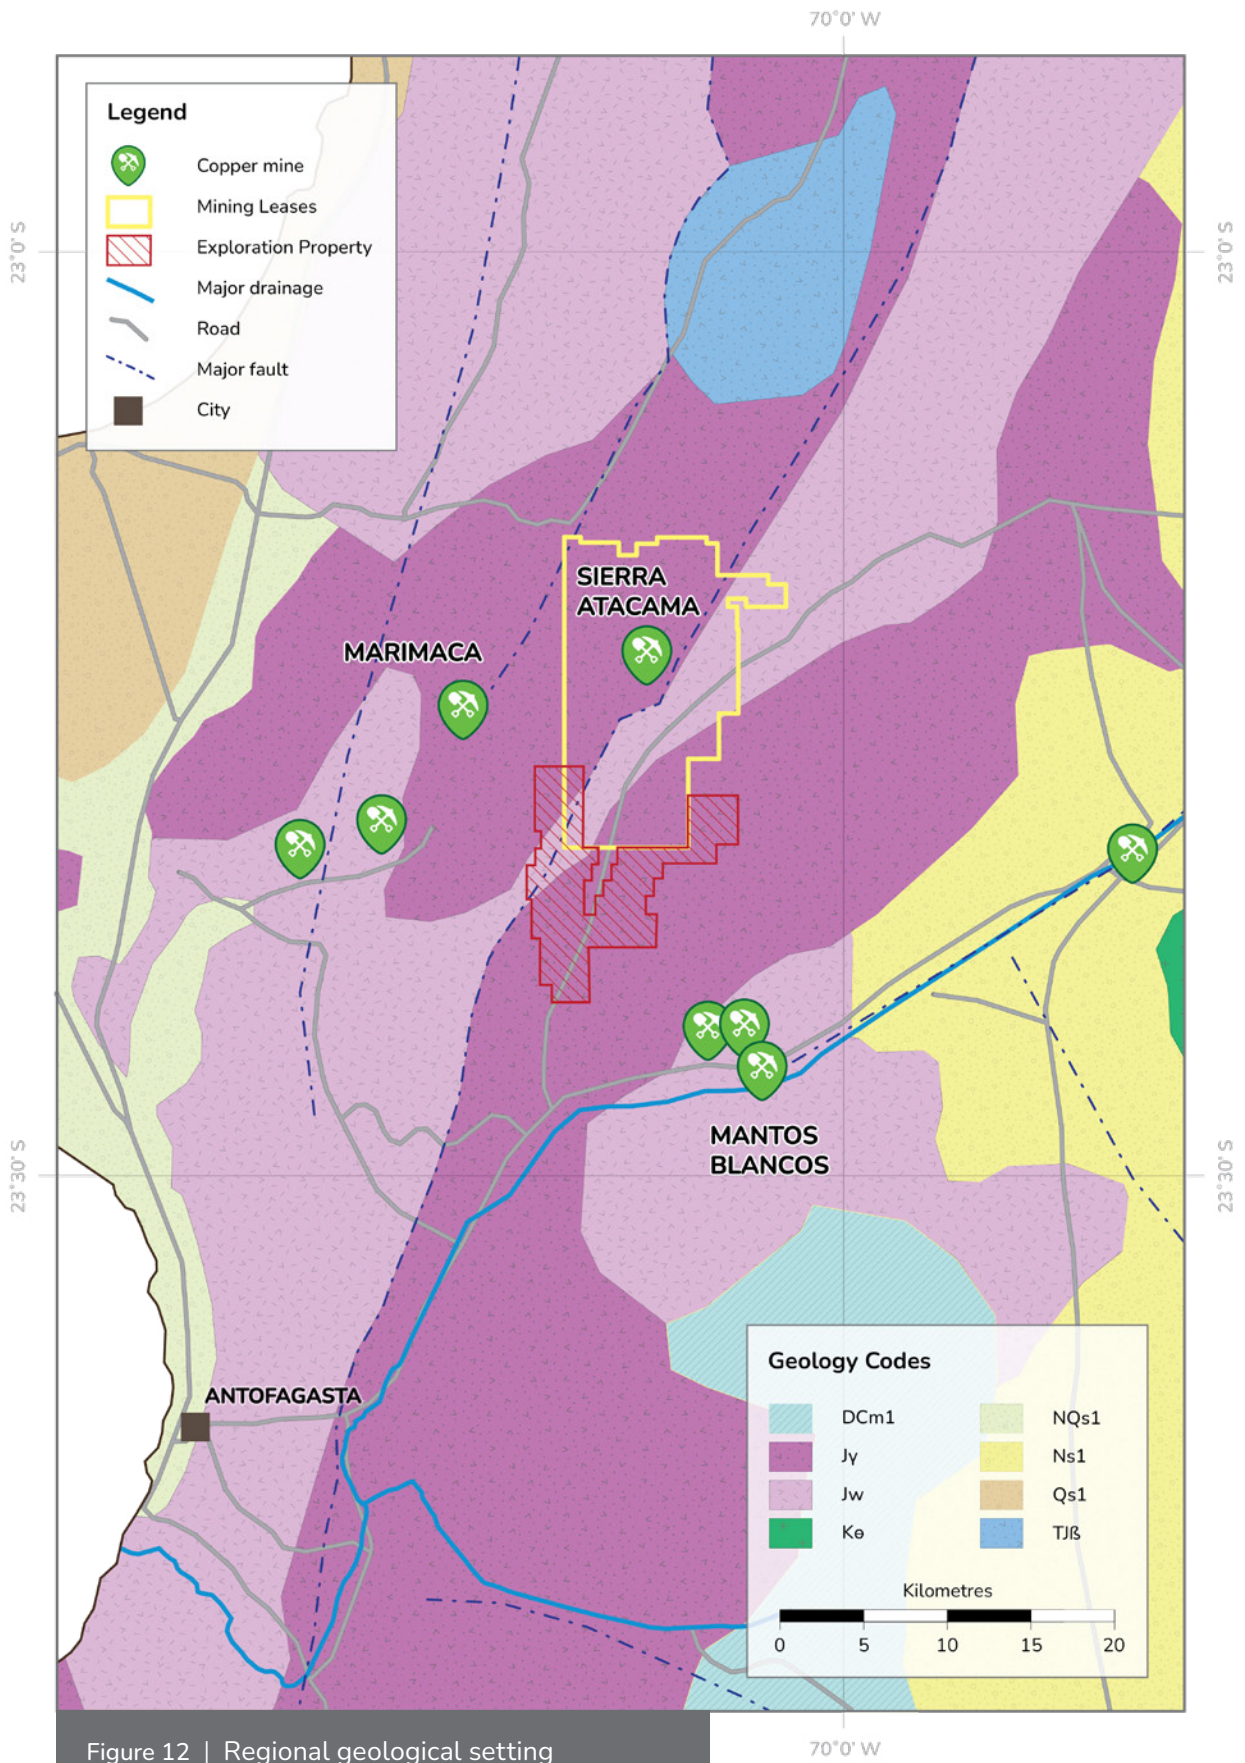 70°0' W
Legend
Copper mine
Mining Leases
Exploration Property
Major drainage
Road
Major fault
City
23°0' S
23°0' S
SIERRA
ATACAMA
MARIMACA
MANTOS
BLANCOS
23°30' S
23°30' S
ANTOFAGASTA
Geology Codes
DCm1
Jγ
Jw
Kө
NQs1
Ns1
Qs1
TJß
Kilometres
0 5 10 15 20
Figure 12 | Regional geological setting
70°0' W